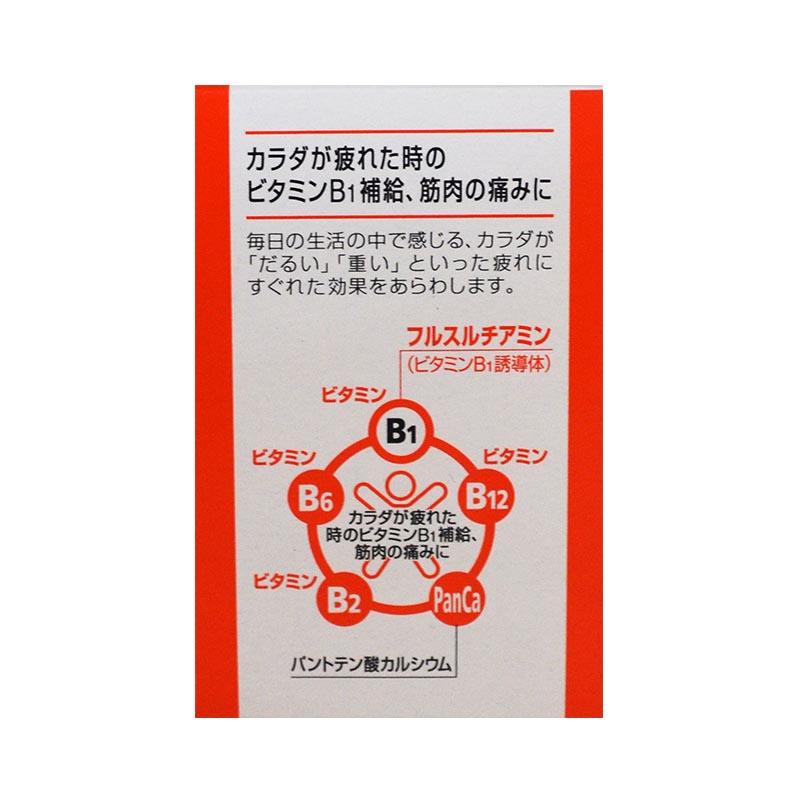 カラダが疲れた時の
ビタミンB1補給、筋肉の痛みに
毎日の生活の中で感じる、カラダが
「だるい」「重い」といった疲れに
すぐれた効果をあらわします。
フルスルチアミン
(ビタミンB1誘導体)
ビタミン
B1
ビタミン
B6
ビタミン
B12
カラダが疲れた
時のビタミンB1補給、
筋肉の痛みに
ビタミン
B2
PanCa
パントテン酸カルシウム